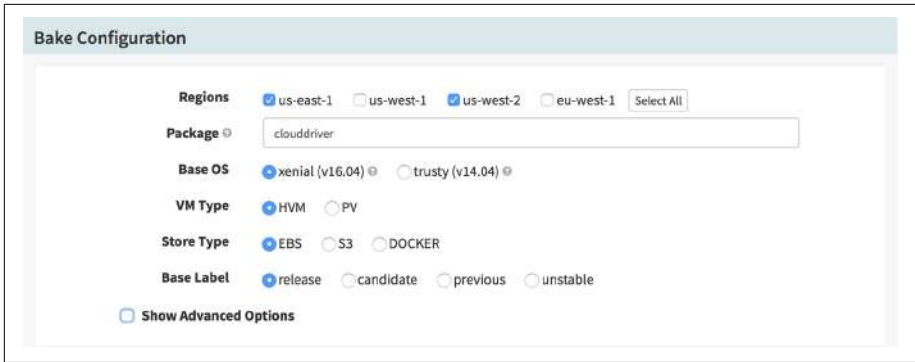 Bake Configuration
Regions us-east-1 us-west-1 us-west-2 eu-west-1 Select All
Package clouddriver
Base OS xenial (v16.04) trusty (v14.04)
VM Type HVM PV
Store Type EBS S3 DOCKER
Base Label release candidate previous unstable
Show Advanced Options